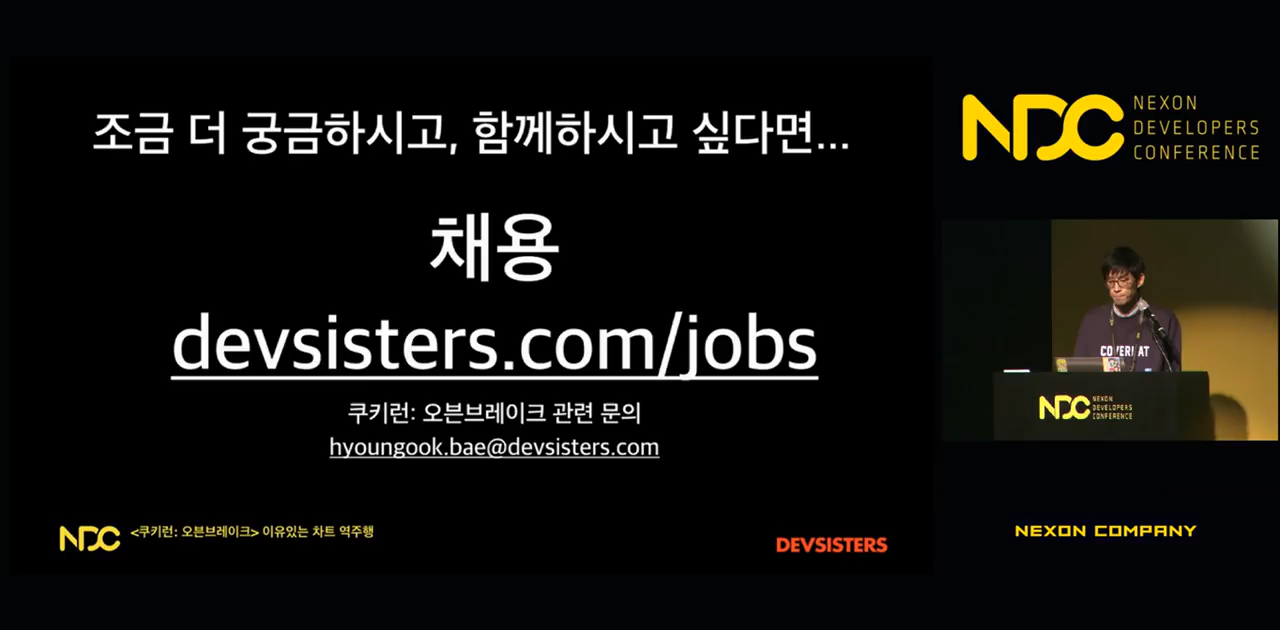 조금 더 궁금하시고, 함께하시고 싶다면...
채용
devsisters.com/jobs
쿠키런: 오븐브레이크 관련 문의
hyoungook.bae@devsisters.com
NDC
<쿠키런: 오븐브레이크> 이유있는 차트 역주행
DEVSISTERS
NDC
NEXON
DEVELOPERS
CONFERENCE
COVERNAT
NDC
NEXON
DEVELOPERS
CONFERENCE
NEXON COMPANY